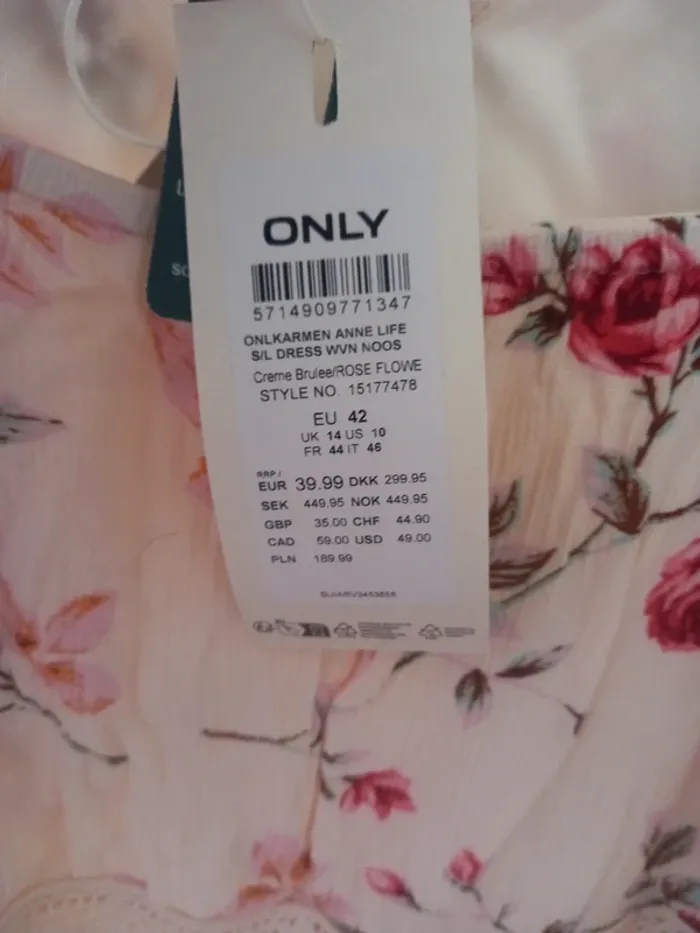 ONLY
5714909771347
ONLKARMEN ANNE LIFE
S/L DRESS WVN NOOS
Creme Brulee/ROSE FLOWE
STYLE NO. 15177478
EU 42
UK 14 US 10
FR 44 IT 46
RRP /
EUR 39.99 DKK 299.95
SEK 449.95 NOK 449.95
GBP 35.00 CHF 44.90
CAD 59.00 USD 49.00
PLN 189.99